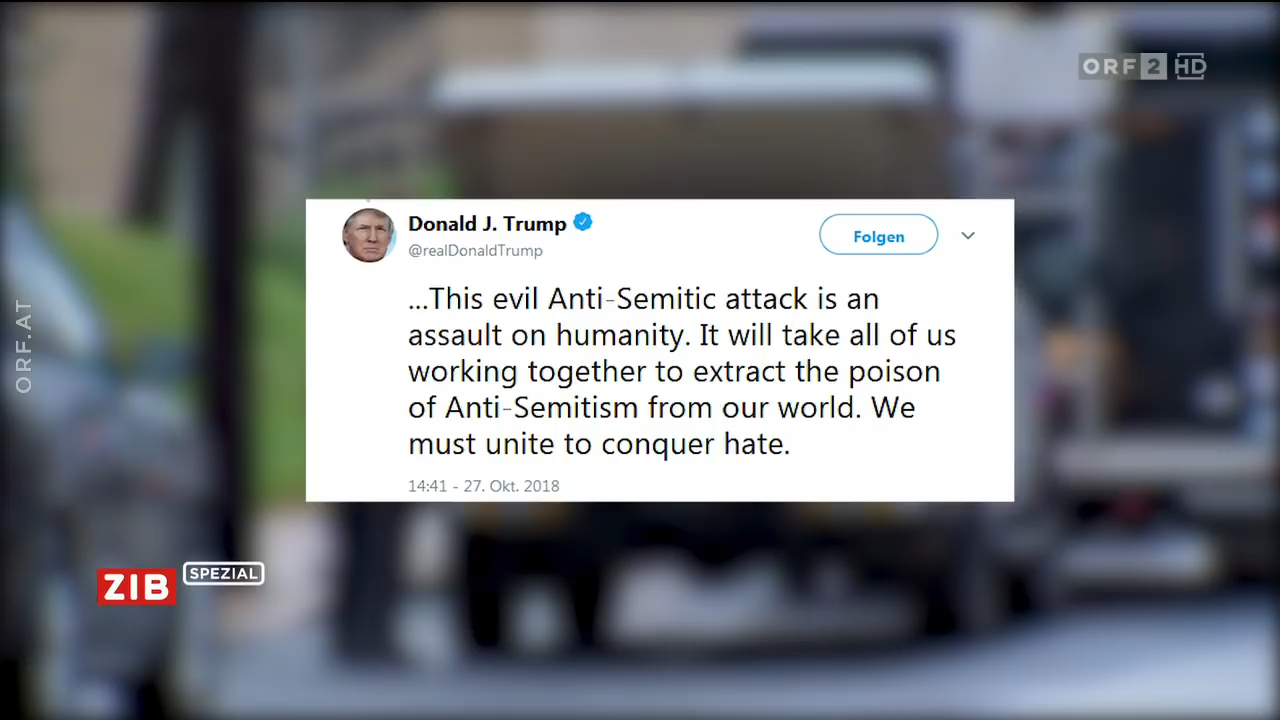 ORF 2 HD
Donald J. Trump
@realDonaldTrump
Folgen
...This evil Anti-Semitic attack is an
assault on humanity. It will take all of us
working together to extract the poison
of Anti-Semitism from our world. We
must unite to conquer hate.
14:41 - 27. Okt. 2018
ORF.AT
ZIB SPEZIAL